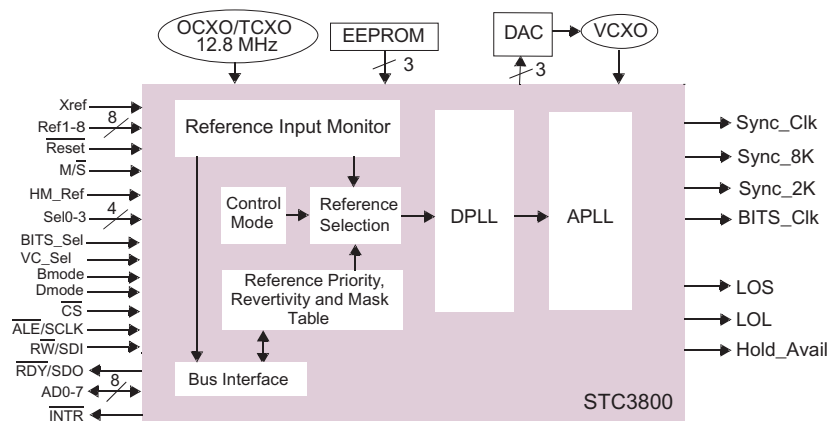 OCXO/TCXO
12.8 MHz
EEPROM
3
DAC
3
VCXO
Xref
Ref1-8
8
Reset
M/S
HM_Ref
Sel0-3
4
BITS_Sel
VC_Sel
Bmode
Dmode
CS
ALE/SCLK
RW/SDI
RDY/SDO
AD0-7
8
INTR
Reference Input Monitor
Control
Mode
Reference
Selection
DPLL
APLL
Reference Priority,
Revertivity and Mask
Table
Bus Interface
STC3800
Sync_Clk
Sync_8K
Sync_2K
BITS_Clk
LOS
LOL
Hold_Avail